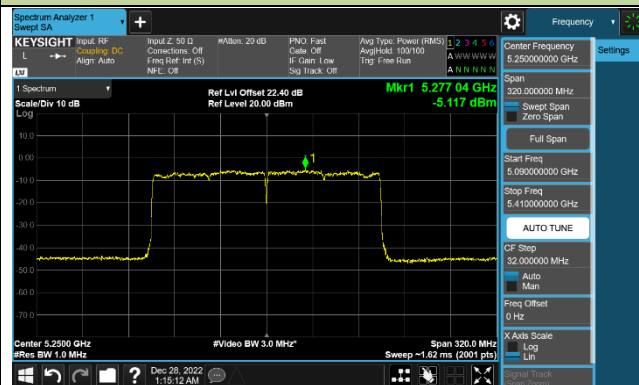 Spectrum Analyzer 1
Swept SA
Frequency
KEYSIGHT
L
LXI
Input: RF
Coupling: DC
Align: Auto
Input Z: 50 Ω
Corrections: Off
Freq Ref: Int (S)
NFE: Off
#Atten: 20 dB
PNO: Fast
Gate: Off
IF Gain: Low
Sig Track: Off
Avg Type: Power (RMS)
Avg|Hold: 100/100
Trig: Free Run
1 2 3 4 5 6
A W W W W W
A N N N N N
1 Spectrum
Scale/Div 10 dB
Log
Ref Lvl Offset 22.40 dB
Ref Level 20.00 dBm
Mkr1 5.277 04 GHz
-5.117 dBm
10.0
0.00
-10.0
-20.0
-30.0
-40.0
-50.0
-60.0
-70.0
1
Center 5.2500 GHz
#Res BW 1.0 MHz
#Video BW 3.0 MHz*
Span 320.0 MHz
Sweep ~1.62 ms (2001 pts)
Center Frequency
5.250000000 GHz
Span
320.000000 MHz
Swept Span
Zero Span
Full Span
Start Freq
5.090000000 GHz
Stop Freq
5.410000000 GHz
AUTO TUNE
CF Step
32.000000 MHz
Auto
Man
Freq Offset
0 Hz
X Axis Scale
Log
Lin
Signal Track
(Span Zoom)
Settings
Dec 28, 2022
1:15:12 AM